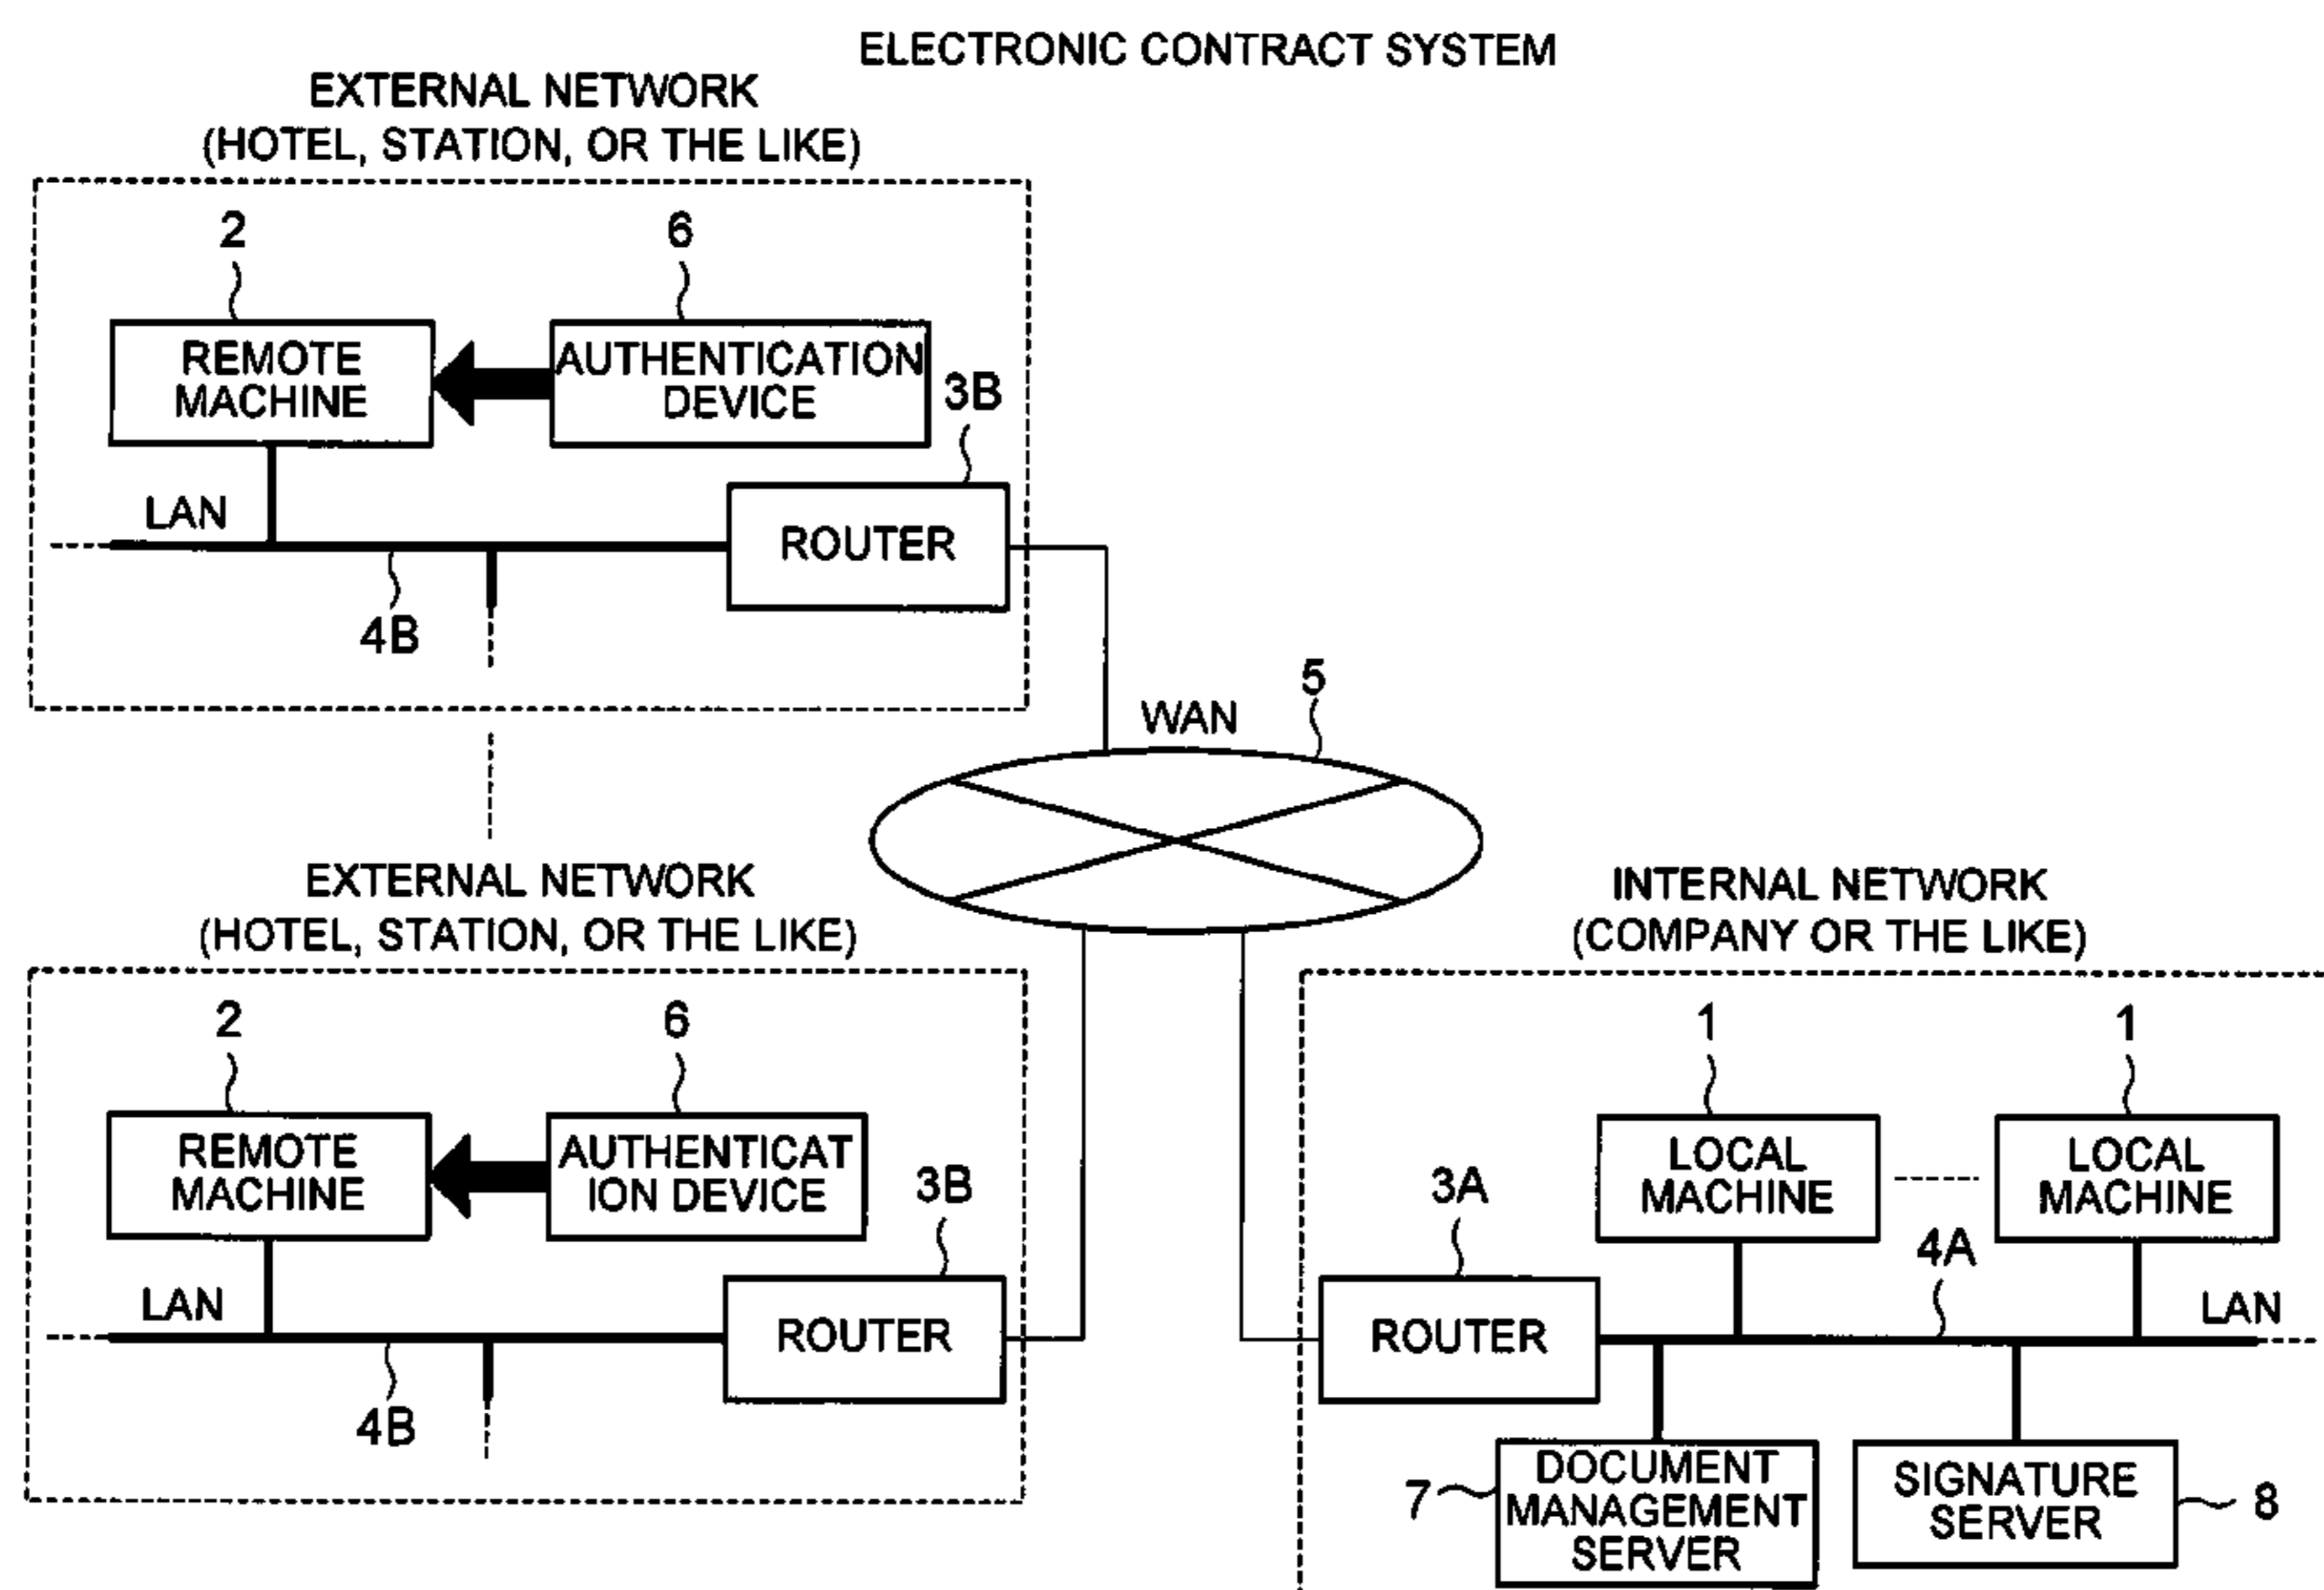 ELECTRONIC CONTRACT SYSTEM
EXTERNAL NETWORK
(HOTEL, STATION, OR THE LIKE)
2
6
REMOTE
MACHINE
AUTHENTICATION
DEVICE
3B
LAN
ROUTER
4B
5
WAN
EXTERNAL NETWORK
(HOTEL, STATION, OR THE LIKE)
2
6
REMOTE
MACHINE
AUTHENTICAT
ION DEVICE
3B
LAN
ROUTER
4B
INTERNAL NETWORK
(COMPANY OR THE LIKE)
1
1
LOCAL
MACHINE
LOCAL
MACHINE
3A
4A
LAN
ROUTER
7
DOCUMENT
MANAGEMENT
SERVER
SIGNATURE
SERVER
8